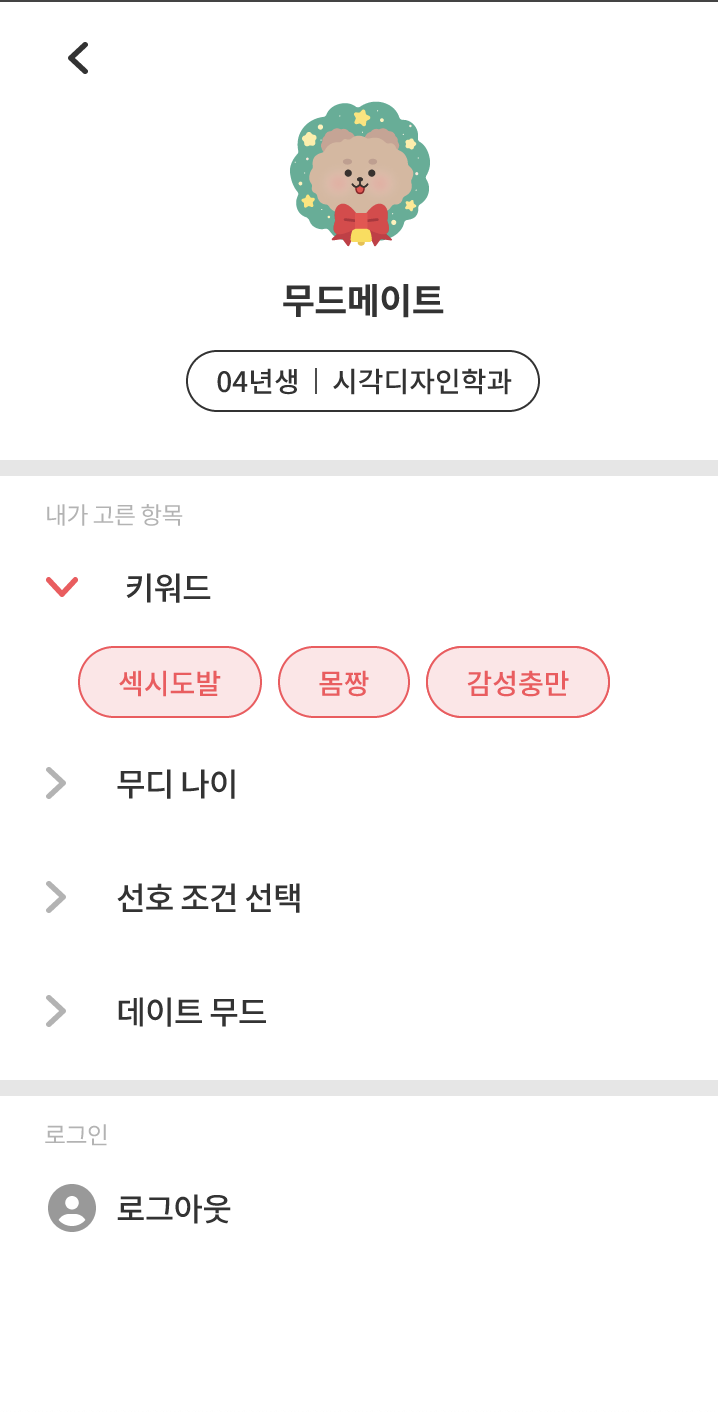 무드메이트
04년생 | 시각디자인학과
내가 고른 항목
키워드
섹시도발 몸짱 감성충만
무디 나이
선호 조건 선택
데이트 무드
로그인
로그아웃